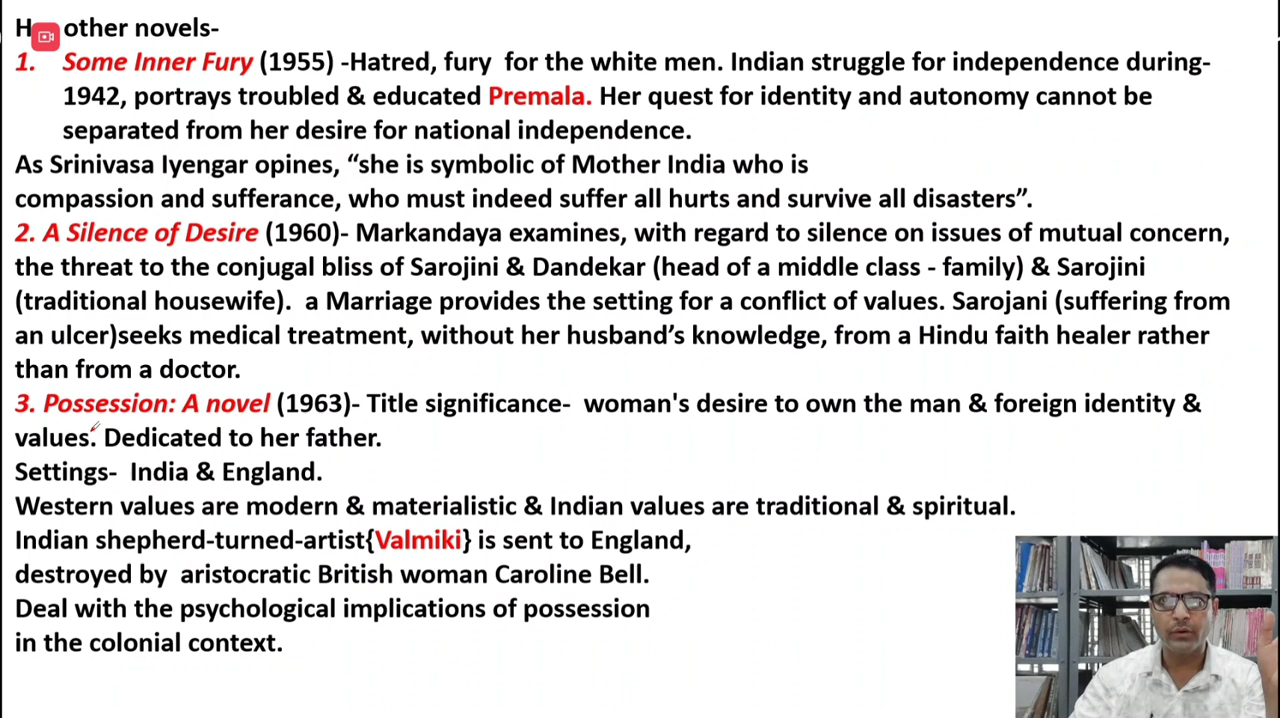 H other novels-
1. Some Inner Fury (1955) -Hatred, fury for the white men. Indian struggle for independence during-
1942, portrays troubled & educated Premala. Her quest for identity and autonomy cannot be
separated from her desire for national independence.
As Srinivasa Iyengar opines, “she is symbolic of Mother India who is
compassion and sufferance, who must indeed suffer all hurts and survive all disasters”.
2. A Silence of Desire (1960)- Markandaya examines, with regard to silence on issues of mutual concern,
the threat to the conjugal bliss of Sarojini & Dandekar (head of a middle class - family) & Sarojini
(traditional housewife). a Marriage provides the setting for a conflict of values. Sarojani (suffering from
an ulcer)seeks medical treatment, without her husband’s knowledge, from a Hindu faith healer rather
than from a doctor.
3. Possession: A novel (1963)- Title significance- woman's desire to own the man & foreign identity &
values. Dedicated to her father.
Settings- India & England.
Western values are modern & materialistic & Indian values are traditional & spiritual.
Indian shepherd-turned-artist{Valmiki} is sent to England,
destroyed by aristocratic British woman Caroline Bell.
Deal with the psychological implications of possession
in the colonial context.